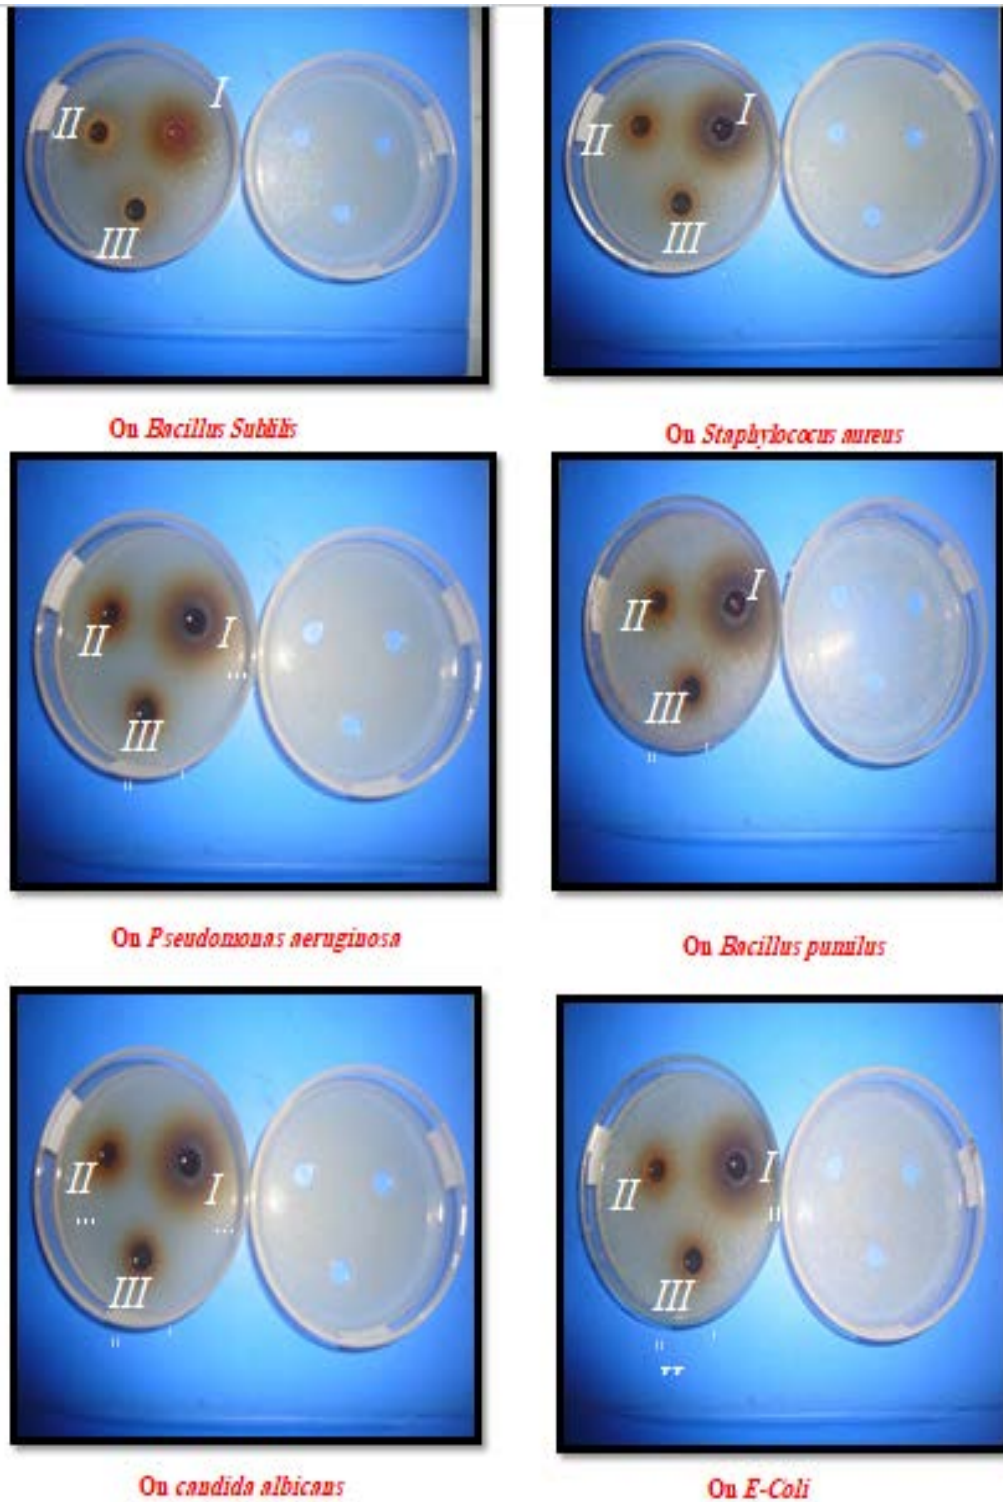 I
II
III
I
II
III
On Bacillus Subtilis
On Staphylococus aureus
II
I
III
I
II
III
On Pseudomonas aeruginosa
On Bacillus pumilus
II
I
III
I
II
III
On candida albicans
On E-Coli